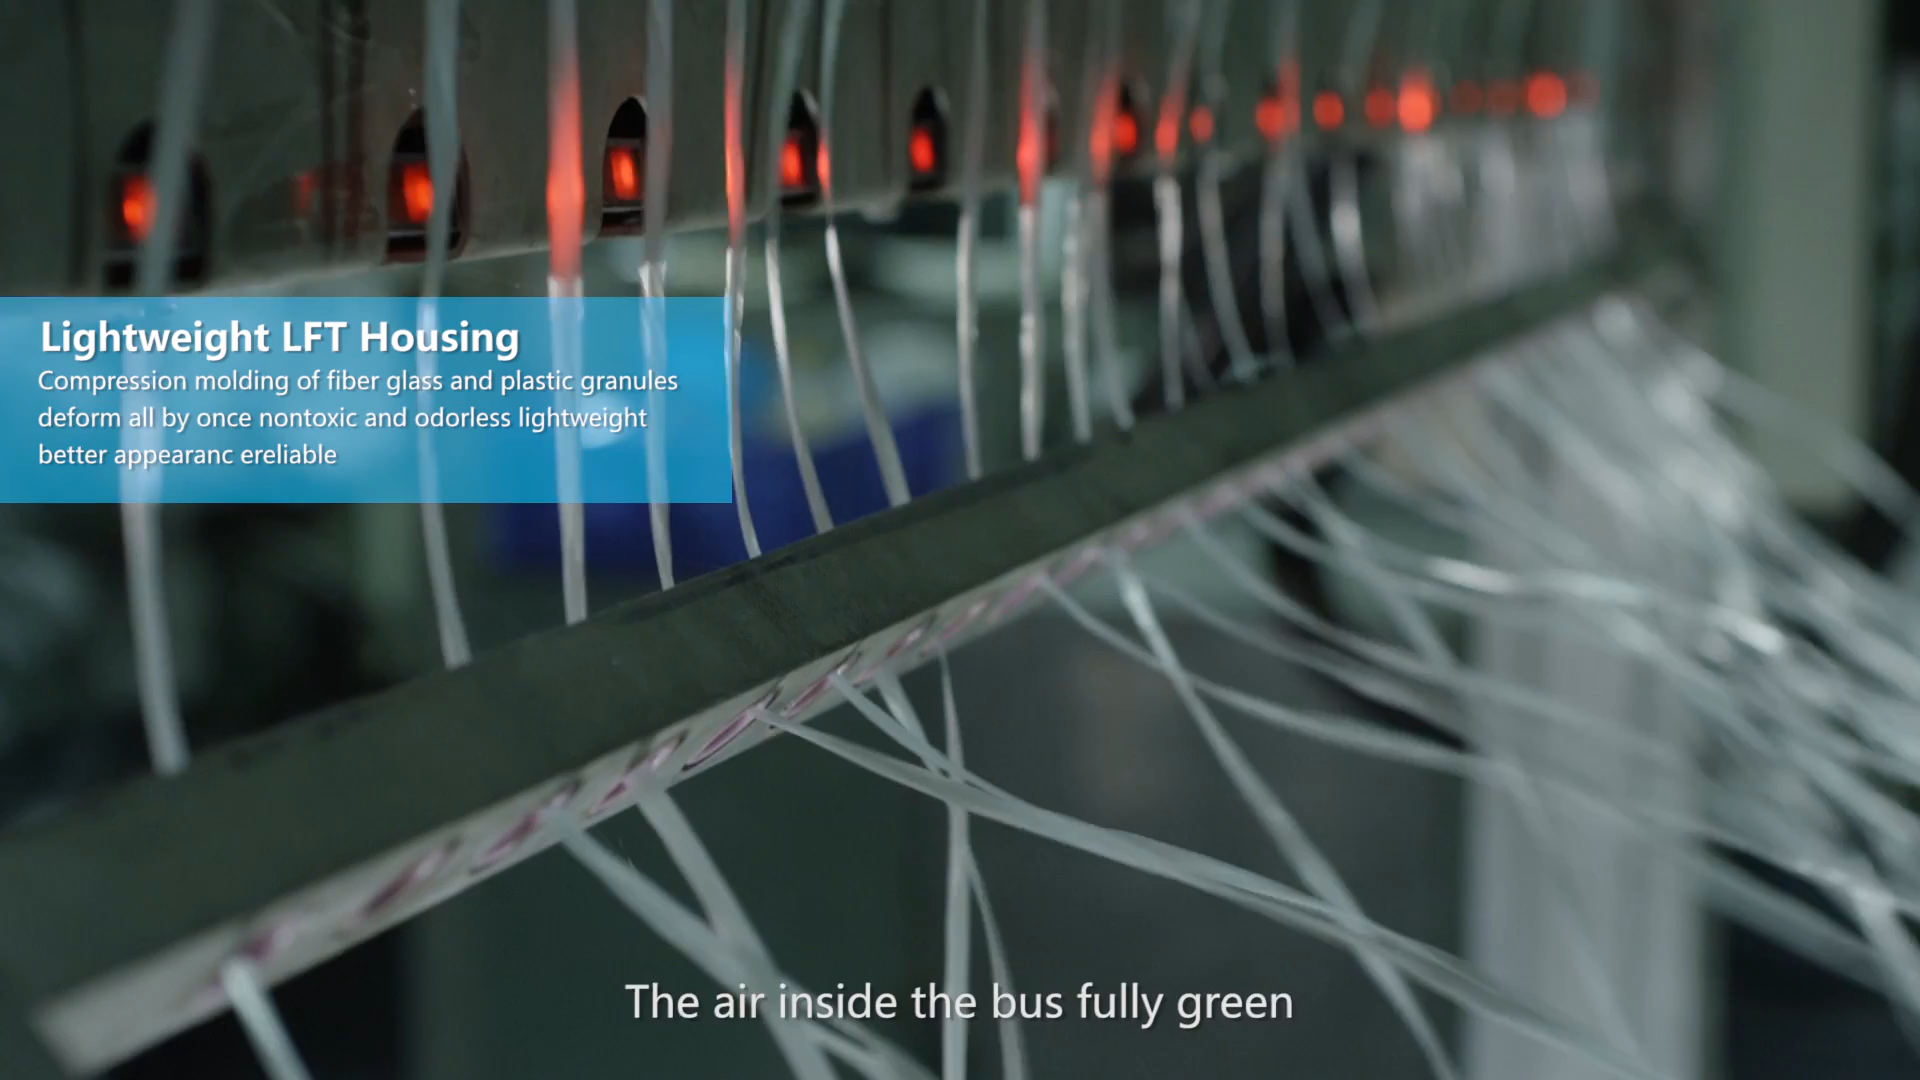 Lightweight LFT Housing
Compression molding of fiber glass and plastic granules
deform all by once nontoxic and odorless lightweight
better appearanc ereliable
The air inside the bus fully green